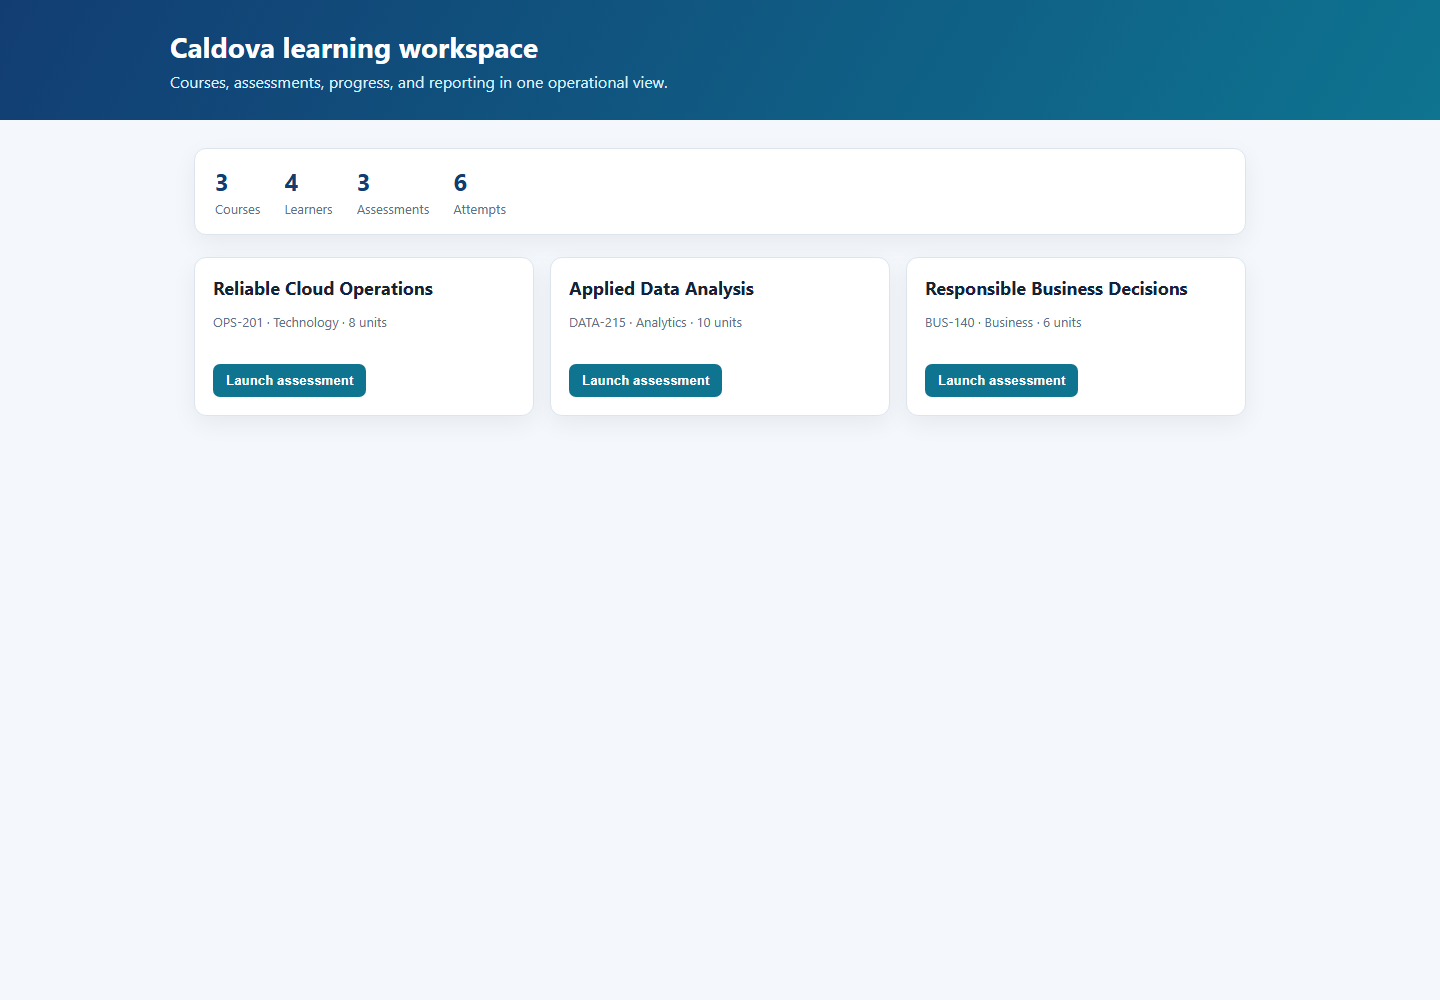 Caldova learning workspace
Courses, assessments, progress, and reporting in one operational view.
3 4 3 6
Courses Learners Assessments Attempts
Reliable Cloud Operations
OPS-201 · Technology · 8 units
Launch assessment
Applied Data Analysis
DATA-215 · Analytics · 10 units
Launch assessment
Responsible Business Decisions
BUS-140 · Business · 6 units
Launch assessment